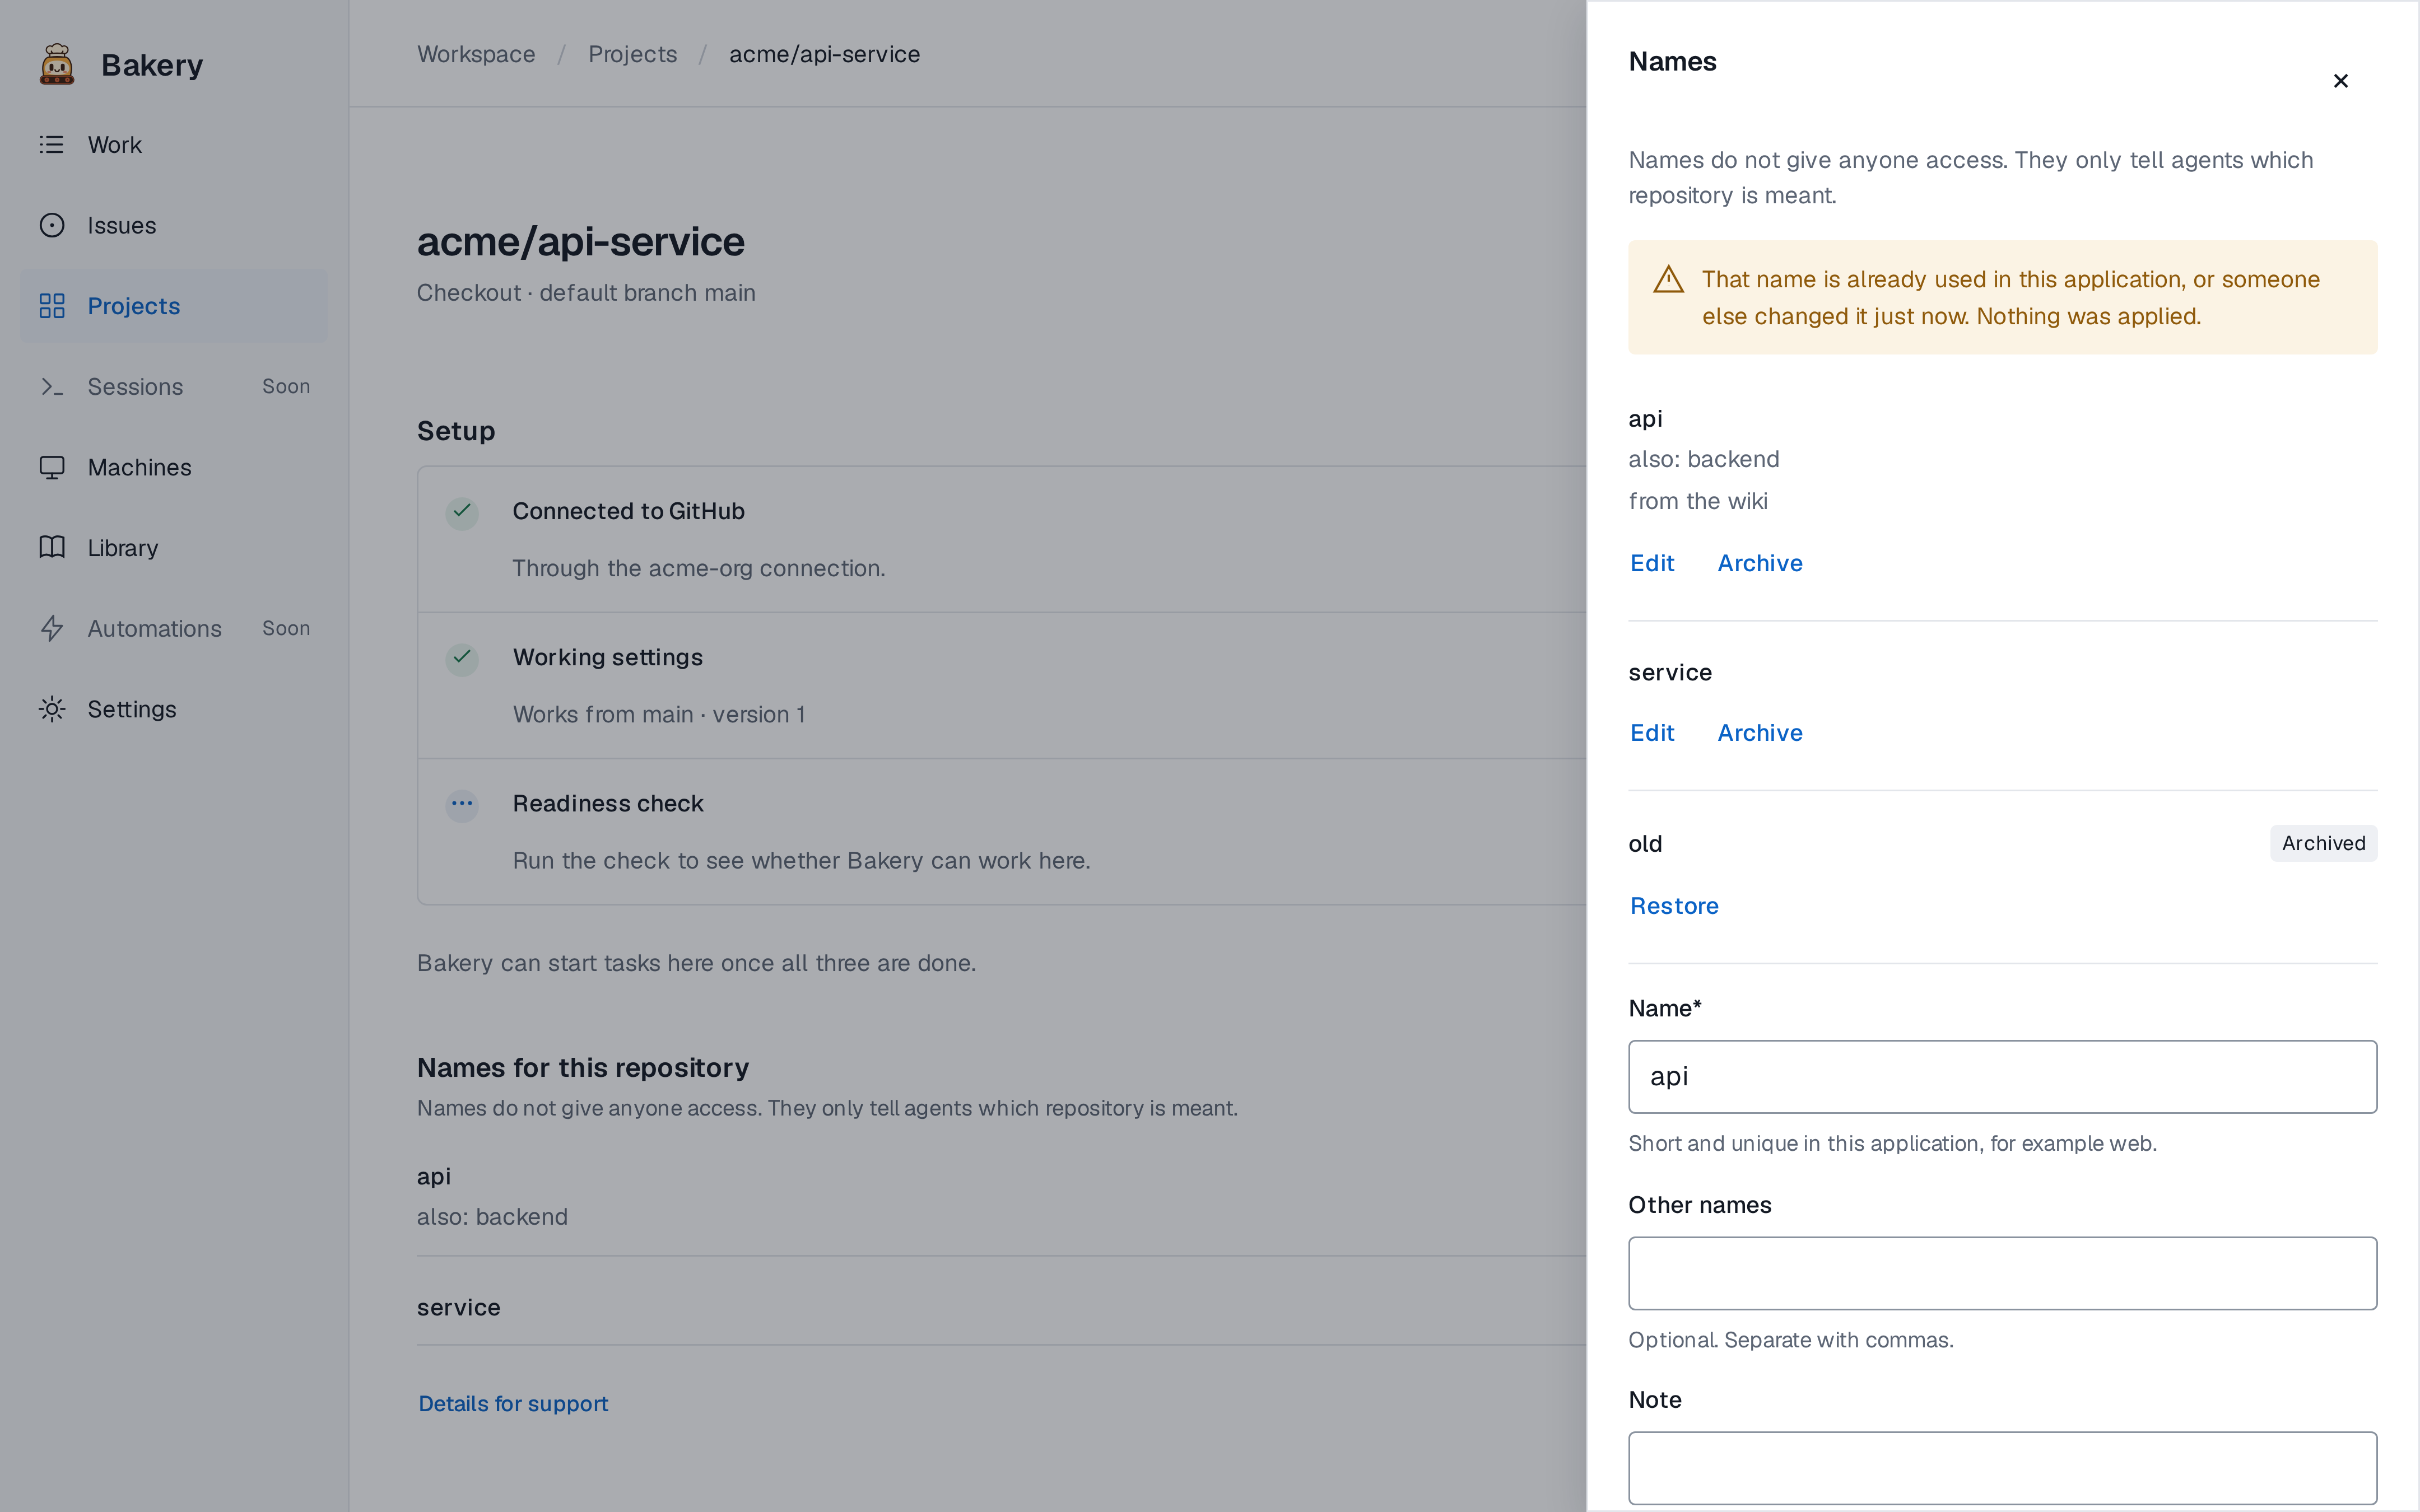 Bakery
Work
Issues
Projects
Sessions Soon
Machines
Library
Automations Soon
Settings
Workspace / Projects / acme/api-service
acme/api-service
Checkout · default branch main
Setup
Connected to GitHub
Through the acme-org connection.
Working settings
Works from main · version 1
Readiness check
Run the check to see whether Bakery can work here.
Bakery can start tasks here once all three are done.
Names for this repository
Names do not give anyone access. They only tell agents which repository is meant.
api
also: backend
service
Details for support
Names
Names do not give anyone access. They only tell agents which
repository is meant.
That name is already used in this application, or someone
else changed it just now. Nothing was applied.
api
also: backend
from the wiki
Edit Archive
service
Edit Archive
old Archived
Restore
Name*
api
Short and unique in this application, for example web.
Other names
Optional. Separate with commas.
Note